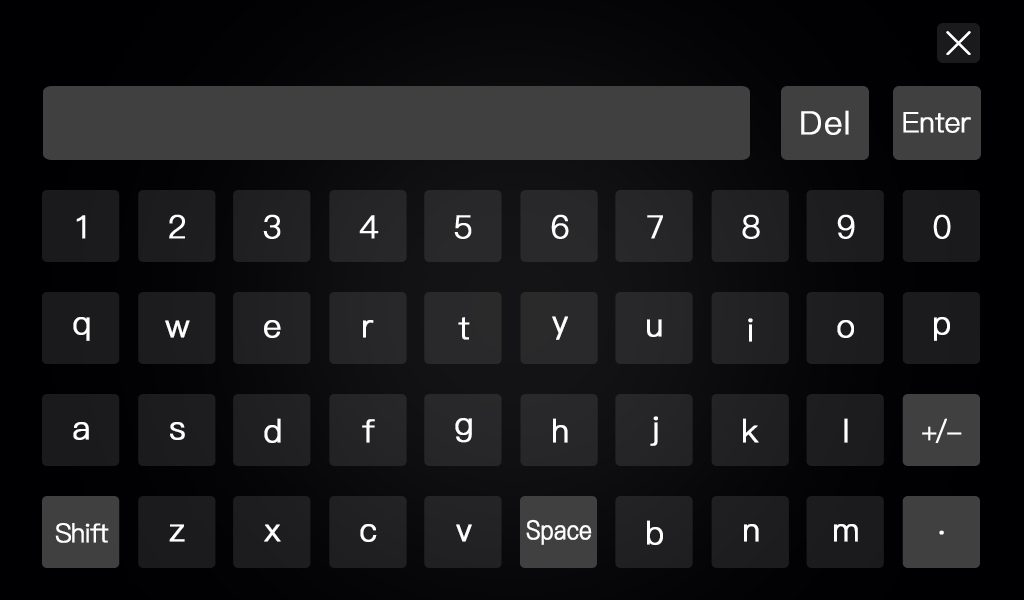 Del Enter
1 2 3 4 5 6 7 8 9 0
q w e r t y u i o p
a s d f g h j k l +/−
Shift z x c v Space b n m ·